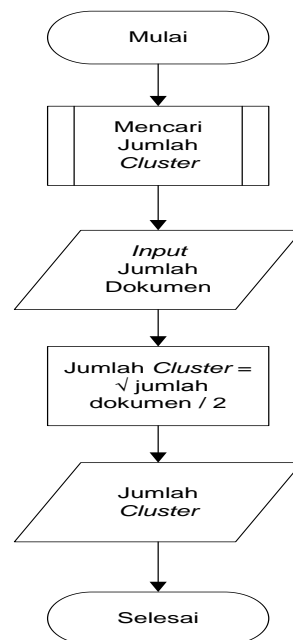 Mulai
Mencari
Jumlah
Cluster
Input
Jumlah
Dokumen
Jumlah Cluster =
√ jumlah
dokumen / 2
Jumlah
Cluster
Selesai